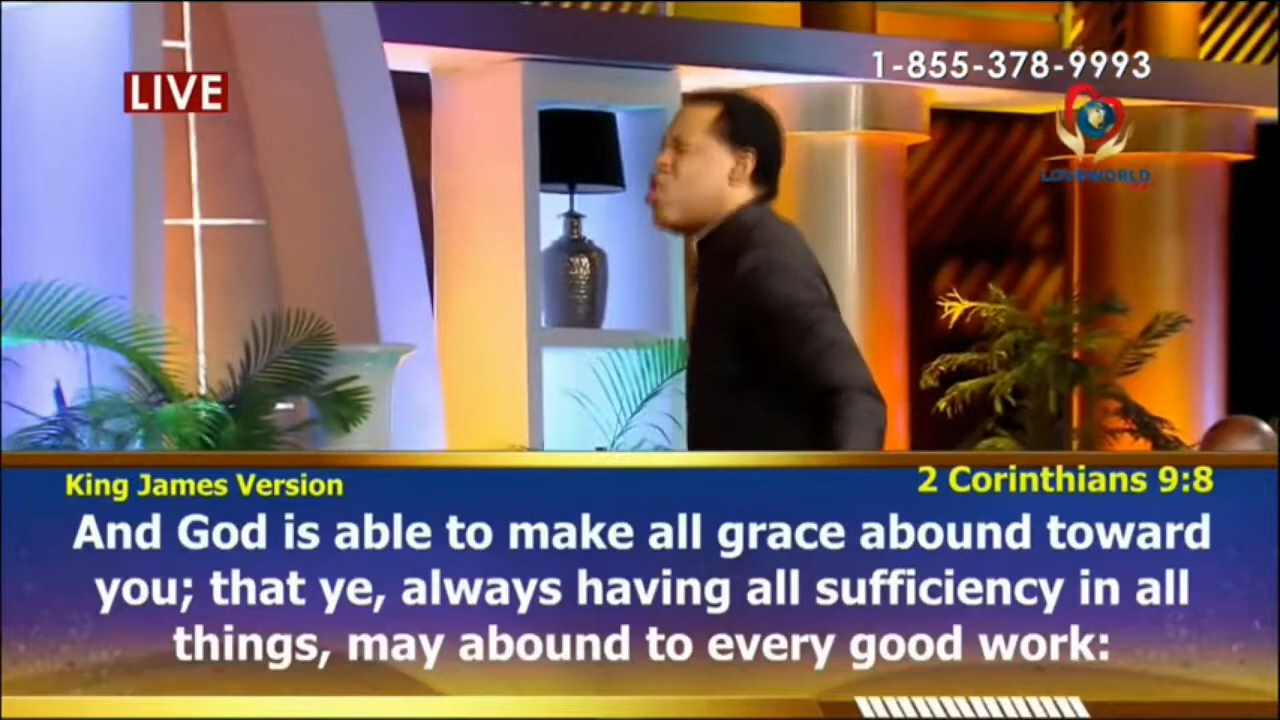 LIVE
1-855-378-9993
LOVEWORLD
King James Version
2 Corinthians 9:8
And God is able to make all grace abound toward
you; that ye, always having all sufficiency in all
things, may abound to every good work: